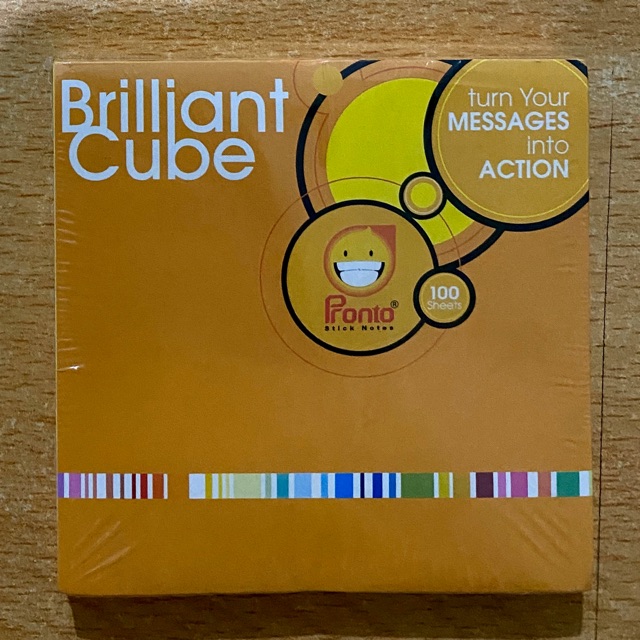 Brilliant
Cube
turn Your
MESSAGES
into
ACTION
Pronto®
Stick Notes
100
Sheets